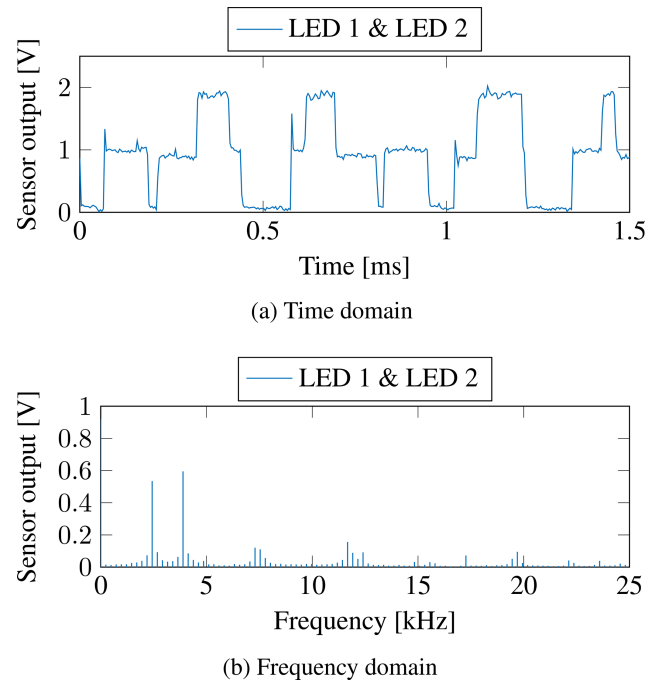 LED 1 & LED 2
Sensor output [V]
2
1
0
0 0.5 1 1.5
Time [ms]
(a) Time domain
LED 1 & LED 2
Sensor output [V]
1
0.8
0.6
0.4
0.2
0
0 5 10 15 20 25
Frequency [kHz]
(b) Frequency domain